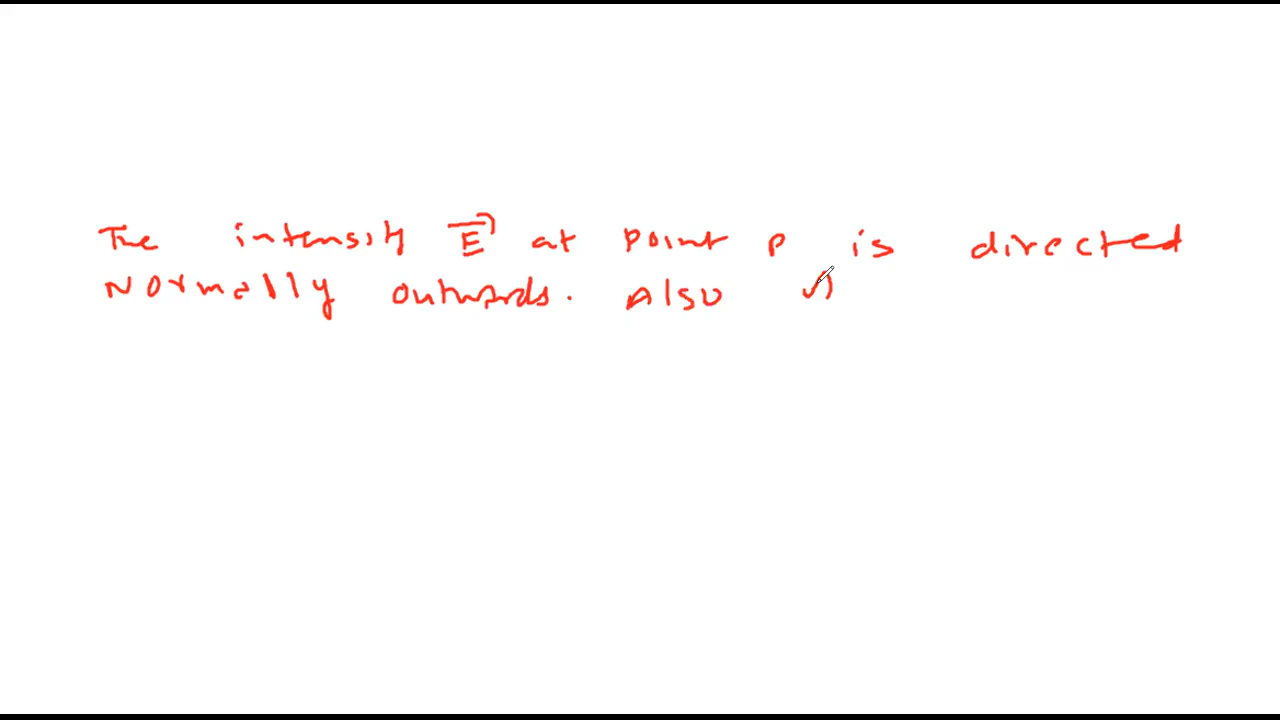 The intensity E⃗ at point P is directed
Normally outwards. Also